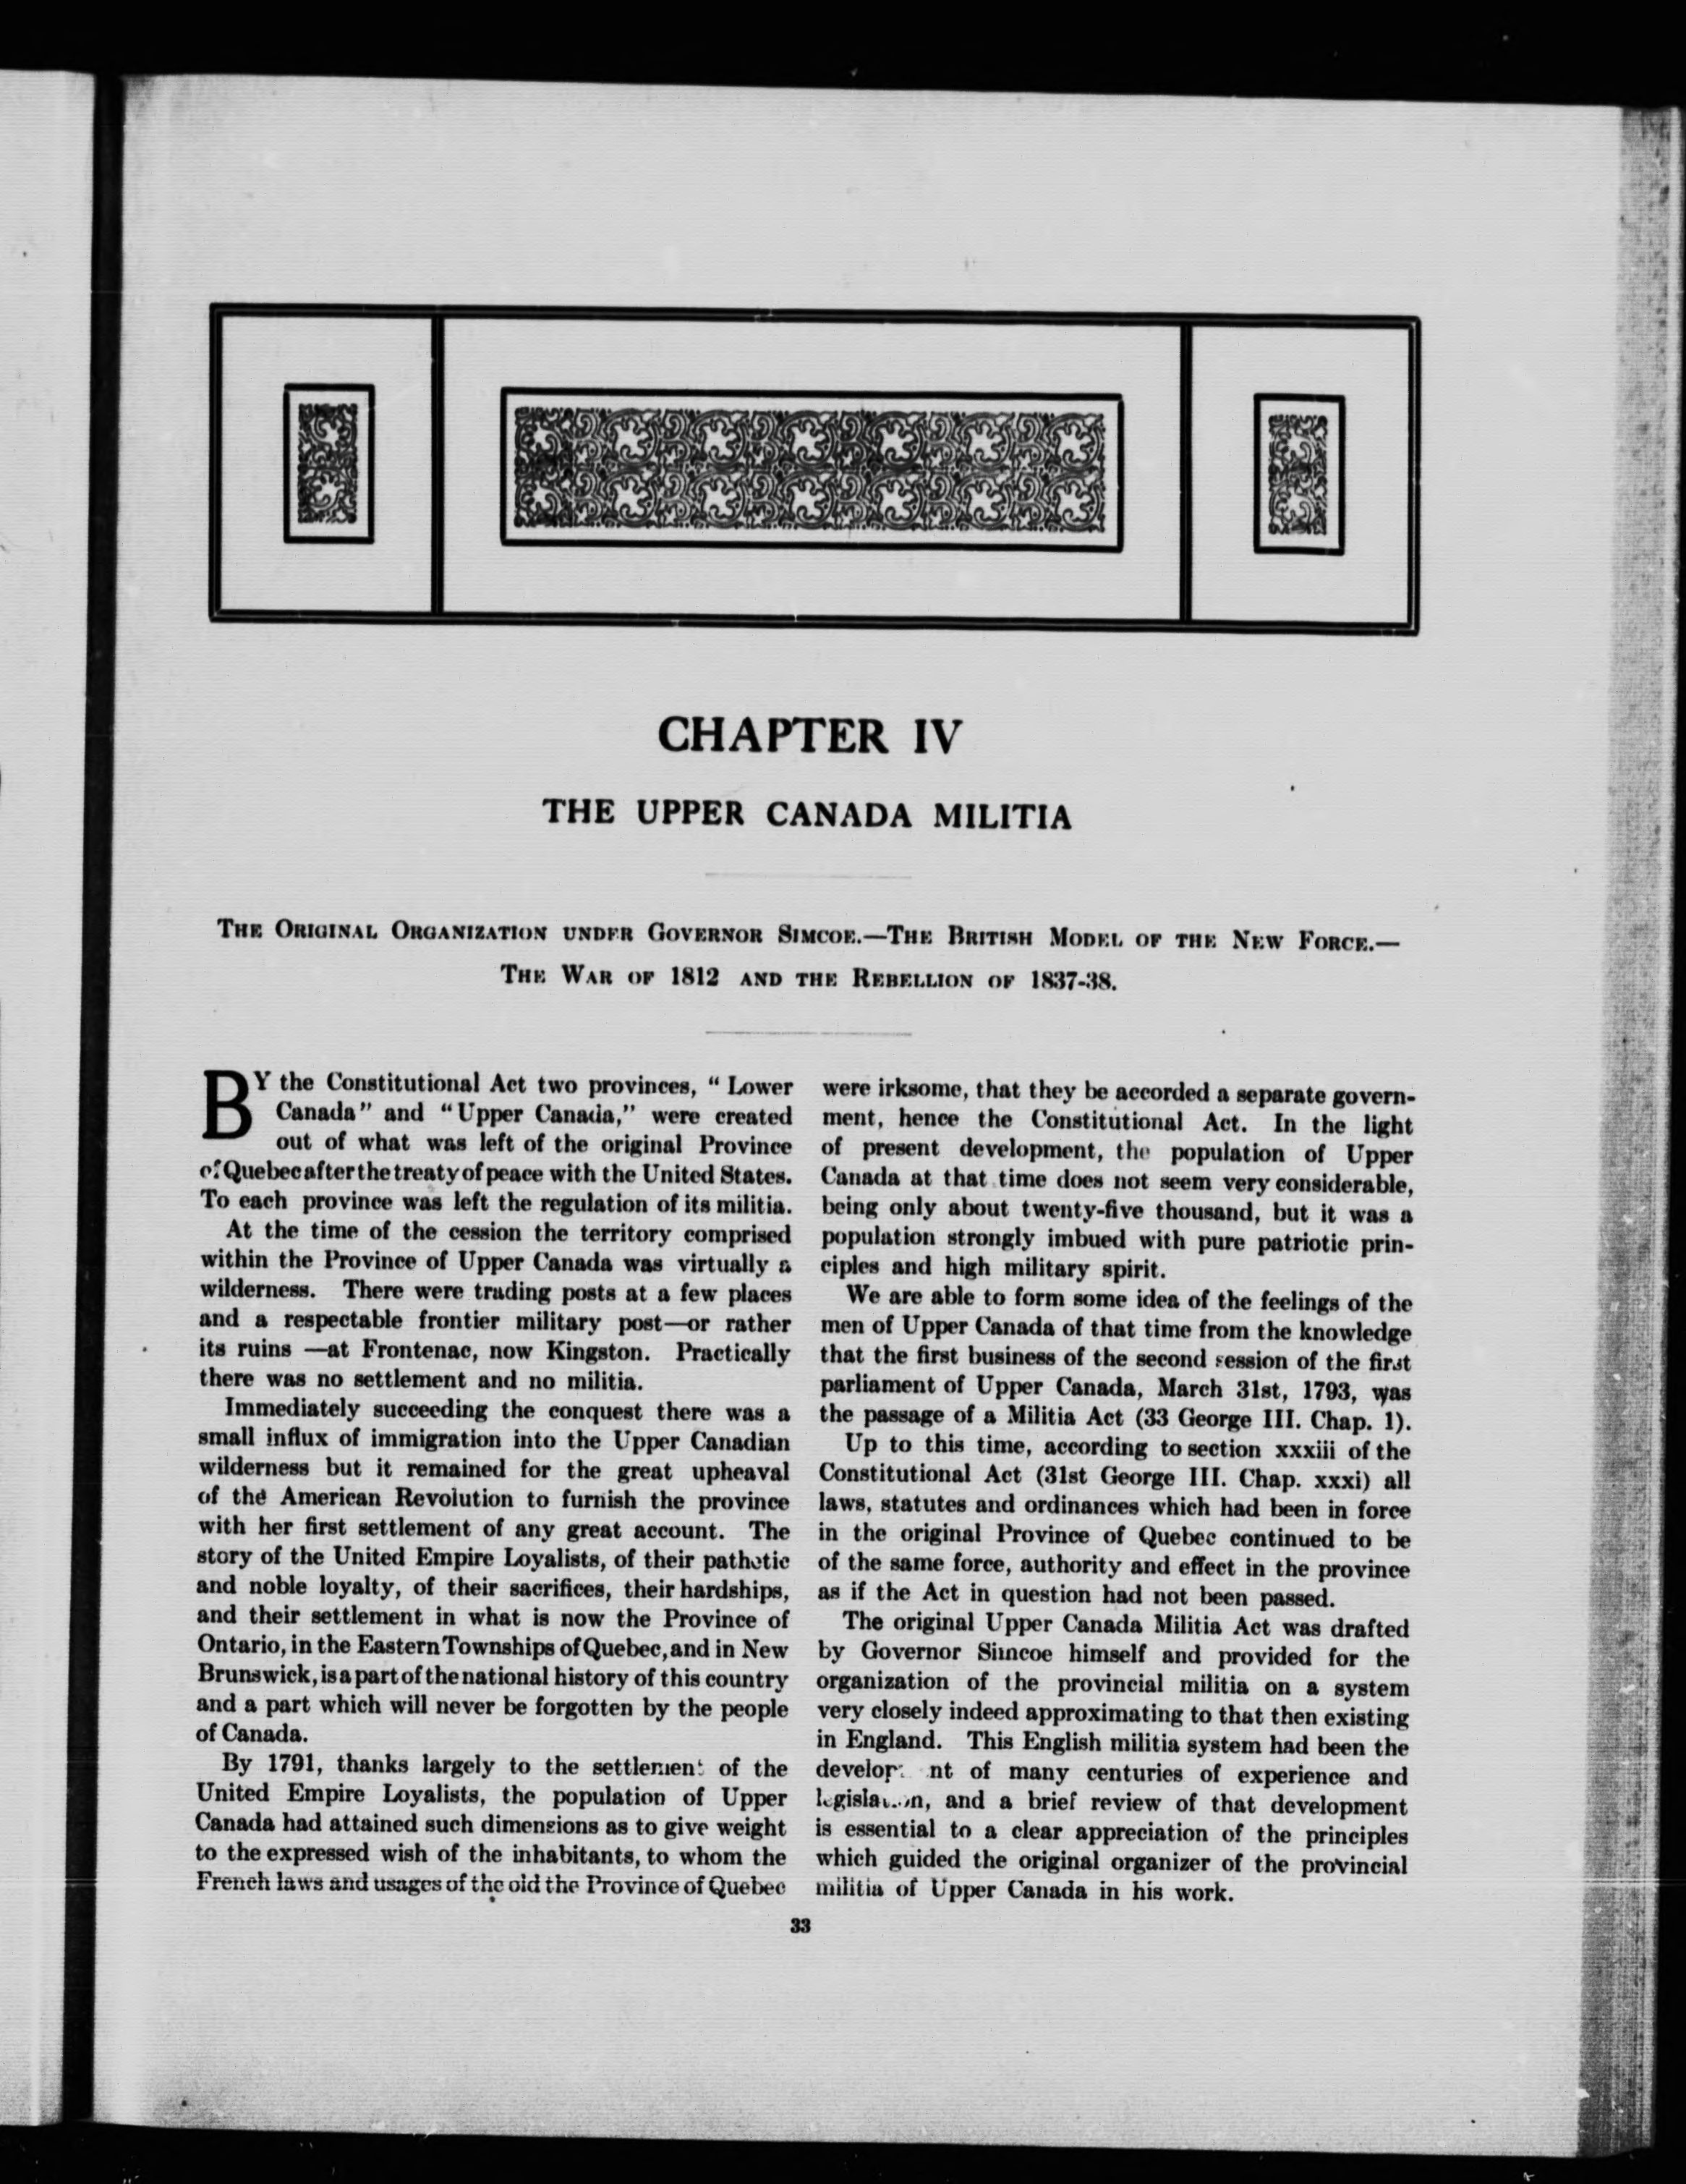 CHAPTER IV
THE UPPER CANADA MILITIA
THE ORIGINAL ORGANIZATION UNDER GOVERNOR SIMCOE.—THE BRITISH MODEL OF THE NEW FORCE.—
THE WAR OF 1812 AND THE REBELLION OF 1837-38.
BY the Constitutional Act two provinces, "Lower
Canada" and "Upper Canada," were created
out of what was left of the original Province
of Quebec after the treaty of peace with the United States.
To each province was left the regulation of its militia.
At the time of the cession the territory comprised
within the Province of Upper Canada was virtually a
wilderness. There were trading posts at a few places
and a respectable frontier military post—or rather
its ruins —at Frontenac, now Kingston. Practically
there was no settlement and no militia.
Immediately succeeding the conquest there was a
small influx of immigration into the Upper Canadian
wilderness but it remained for the great upheaval
of the American Revolution to furnish the province
with her first settlement of any great account. The
story of the United Empire Loyalists, of their pathetic
and noble loyalty, of their sacrifices, their hardships,
and their settlement in what is now the Province of
Ontario, in the Eastern Townships of Quebec, and in New
Brunswick, is a part of the national history of this country
and a part which will never be forgotten by the people
of Canada.
By 1791, thanks largely to the settlement of the
United Empire Loyalists, the population of Upper
Canada had attained such dimensions as to give weight
to the expressed wish of the inhabitants, to whom the
French laws and usages of the old the Province of Quebec
were irksome, that they be accorded a separate govern-
ment, hence the Constitutional Act. In the light
of present development, the population of Upper
Canada at that time does not seem very considerable,
being only about twenty-five thousand, but it was a
population strongly imbued with pure patriotic prin-
ciples and high military spirit.
We are able to form some idea of the feelings of the
men of Upper Canada of that time from the knowledge
that the first business of the second session of the first
parliament of Upper Canada, March 31st, 1793, was
the passage of a Militia Act (33 George III. Chap. 1).
Up to this time, according to section xxxiii of the
Constitutional Act (31st George III. Chap. xxxi) all
laws, statutes and ordinances which had been in force
in the original Province of Quebec continued to be
of the same force, authority and effect in the province
as if the Act in question had not been passed.
The original Upper Canada Militia Act was drafted
by Governor Simcoe himself and provided for the
organization of the provincial militia on a system
very closely indeed approximating to that then existing
in England. This English militia system had been the
development of many centuries of experience and
legislation, and a brief review of that development
is essential to a clear appreciation of the principles
which guided the original organizer of the provincial
militia of Upper Canada in his work.
33